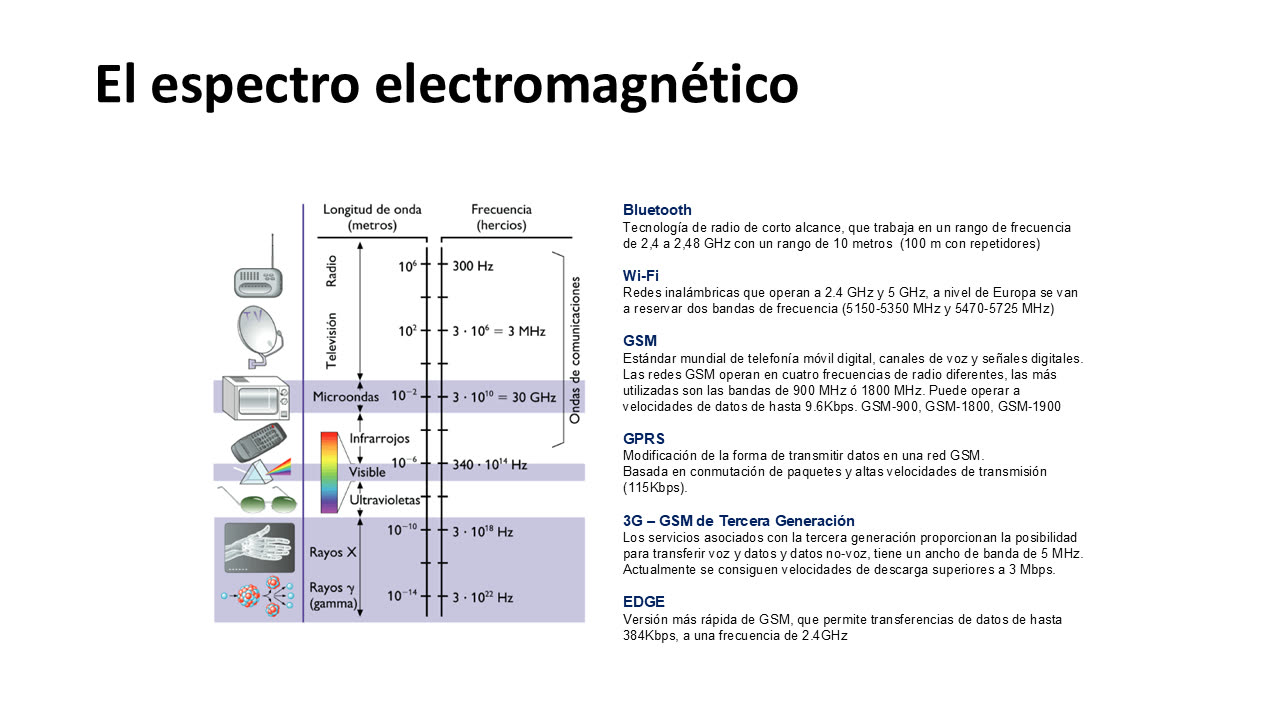 El espectro electromagnético
Longitud de onda
(metros)
Frecuencia
(hercios)
Radio
Televisión
Microondas
Infrarrojos
Visible
Ultravioletas
Rayos X
Rayos γ
(gamma)
TV
10⁶
10²
10⁻²
10⁻⁶
10⁻¹⁰
10⁻¹⁴
300 Hz
3 · 10⁶ = 3 MHz
3 · 10¹⁰ = 30 GHz
340 · 10¹⁴ Hz
3 · 10¹⁸ Hz
3 · 10²² Hz
Ondas de comunicaciones
Bluetooth
Tecnología de radio de corto alcance, que trabaja en un rango de frecuencia
de 2,4 a 2,48 GHz con un rango de 10 metros (100 m con repetidores)
Wi-Fi
Redes inalámbricas que operan a 2.4 GHz y 5 GHz, a nivel de Europa se van
a reservar dos bandas de frecuencia (5150-5350 MHz y 5470-5725 MHz)
GSM
Estándar mundial de telefonía móvil digital, canales de voz y señales digitales.
Las redes GSM operan en cuatro frecuencias de radio diferentes, las más
utilizadas son las bandas de 900 MHz ó 1800 MHz. Puede operar a
velocidades de datos de hasta 9.6Kbps. GSM-900, GSM-1800, GSM-1900
GPRS
Modificación de la forma de transmitir datos en una red GSM.
Basada en conmutación de paquetes y altas velocidades de transmisión
(115Kbps).
3G – GSM de Tercera Generación
Los servicios asociados con la tercera generación proporcionan la posibilidad
para transferir voz y datos y datos no-voz, tiene un ancho de banda de 5 MHz.
Actualmente se consiguen velocidades de descarga superiores a 3 Mbps.
EDGE
Versión más rápida de GSM, que permite transferencias de datos de hasta
384Kbps, a una frecuencia de 2.4GHz